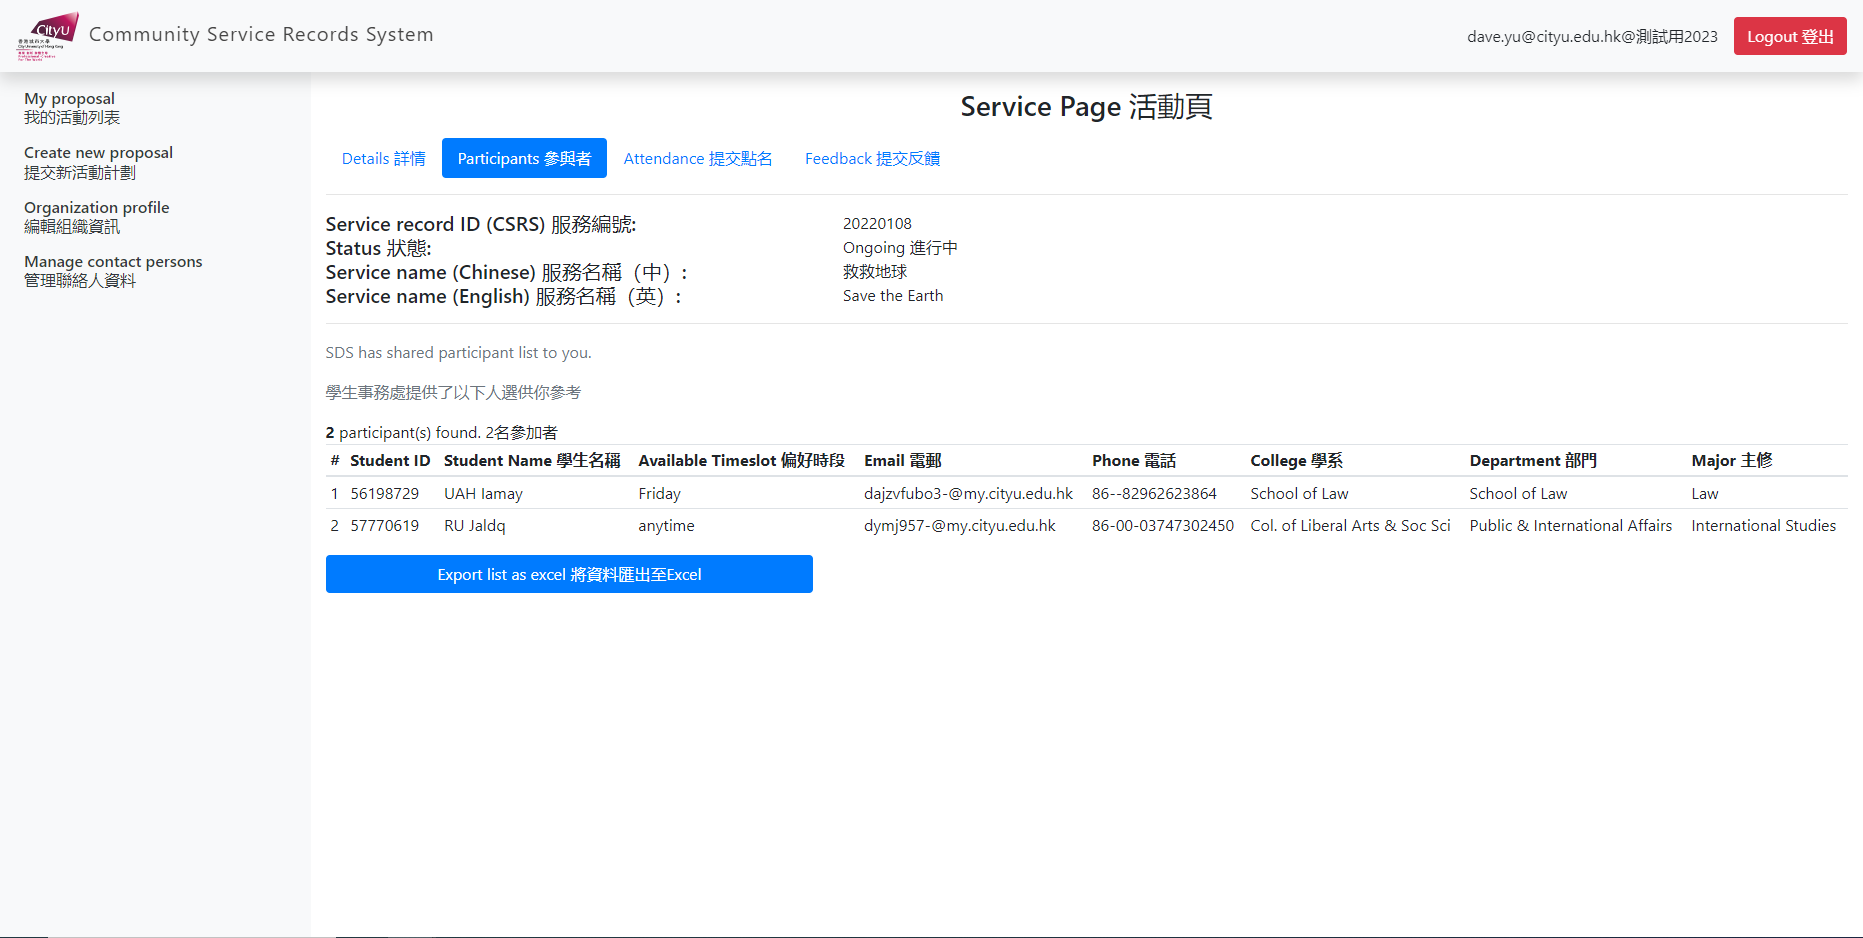 CityU
香港城市大學
City University of Hong Kong
Community Service Records System
dave.yu@cityu.edu.hk@測試用2023
Logout 登出
My proposal
我的活動列表
Create new proposal
提交新活動計劃
Organization profile
編輯組織資訊
Manage contact persons
管理聯絡人資料
Service Page 活動頁
Details 詳情 Participants 參與者 Attendance 提交點名 Feedback 提交反饋
Service record ID (CSRS) 服務編號: 20220108
Status 狀態: Ongoing 進行中
Service name (Chinese) 服務名稱（中）: 救救地球
Service name (English) 服務名稱（英）: Save the Earth
SDS has shared participant list to you.
學生事務處提供了以下人選供你參考
2 participant(s) found. 2名參加者
# Student ID Student Name 學生名稱 Available Timeslot 偏好時段 Email 電郵 Phone 電話 College 學系 Department 部門 Major 主修
1 56198729 UAH Iamay Friday dajzvfubo3-@my.cityu.edu.hk 86--82962623864 School of Law School of Law Law
2 57770619 RU Jaldq anytime dymj957-@my.cityu.edu.hk 86-00-03747302450 Col. of Liberal Arts & Soc Sci Public & International Affairs International Studies
Export list as excel 將資料匯出至Excel